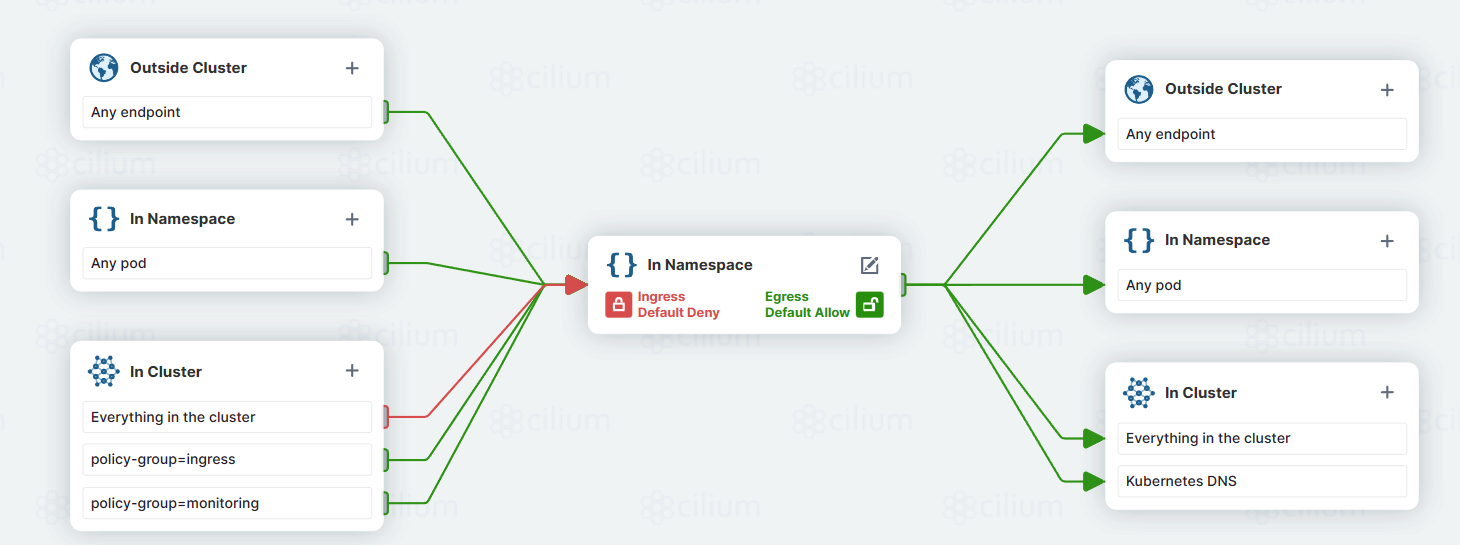 Outside Cluster
Any endpoint
In Namespace
Any pod
In Cluster
Everything in the cluster
policy-group=ingress
policy-group=monitoring
In Namespace
Ingress
Default Deny
Egress
Default Allow
Outside Cluster
Any endpoint
In Namespace
Any pod
In Cluster
Everything in the cluster
Kubernetes DNS
cilium